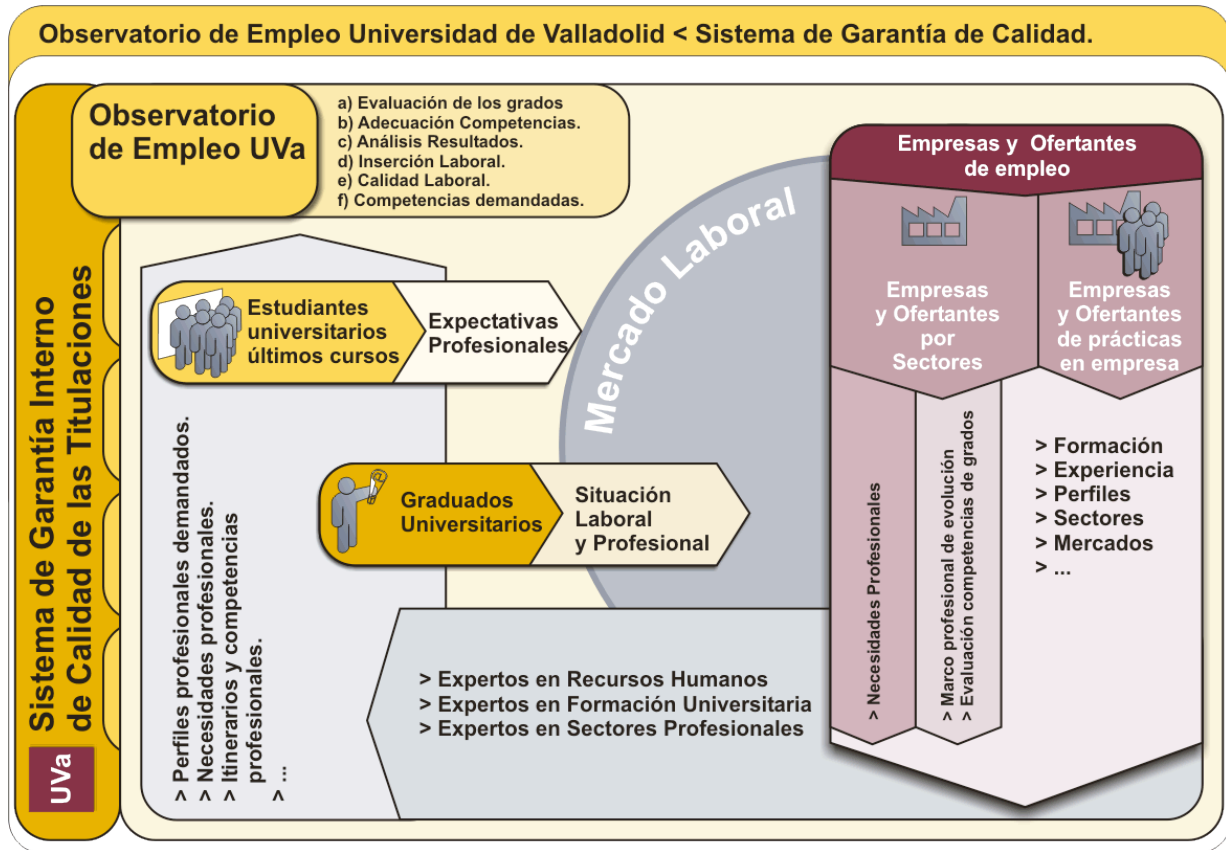 Observatorio de Empleo Universidad de Valladolid < Sistema de Garantía de Calidad.
Sistema de Garantía Interno
de Calidad de las Titulaciones
UVa
Observatorio
de Empleo UVa
a) Evaluación de los grados
b) Adecuación Competencias.
c) Análisis Resultados.
d) Inserción Laboral.
e) Calidad Laboral.
f) Competencias demandadas.
Estudiantes
universitarios
últimos cursos
Expectativas
Profesionales
> Perfiles profesionales demandados.
> Necesidades profesionales.
> Itinerarios y competencias
profesionales.
> ...
Graduados
Universitarios
Situación
Laboral
y Profesional
Mercado Laboral
> Expertos en Recursos Humanos
> Expertos en Formación Universitaria
> Expertos en Sectores Profesionales
Empresas y Ofertantes
de empleo
Empresas
y Ofertantes
por
Sectores
Empresas
y Ofertantes
de prácticas
en empresa
> Necesidades Profesionales
> Marco profesional de evolución
> Evaluación competencias de grados
> Formación
> Experiencia
> Perfiles
> Sectores
> Mercados
> ...